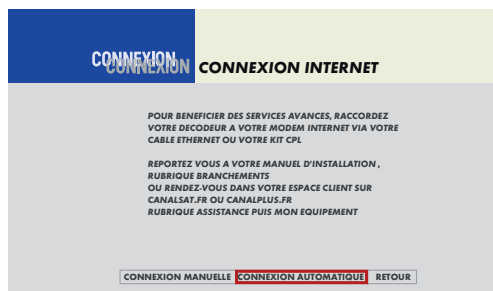 CONNEXION
CONNEXION
CONNEXION INTERNET
POUR BENEFICIER DES SERVICES AVANCES, RACCORDEZ
VOTRE DECODEUR A VOTRE MODEM INTERNET VIA VOTRE
CABLE ETHERNET OU VOTRE KIT CPL
REPORTEZ VOUS A VOTRE MANUEL D'INSTALLATION ,
RUBRIQUE BRANCHEMENTS
OU RENDEZ-VOUS DANS VOTRE ESPACE CLIENT SUR
CANALSAT.FR OU CANALPLUS.FR
RUBRIQUE ASSISTANCE PUIS MON EQUIPEMENT
CONNEXION MANUELLE CONNEXION AUTOMATIQUE RETOUR